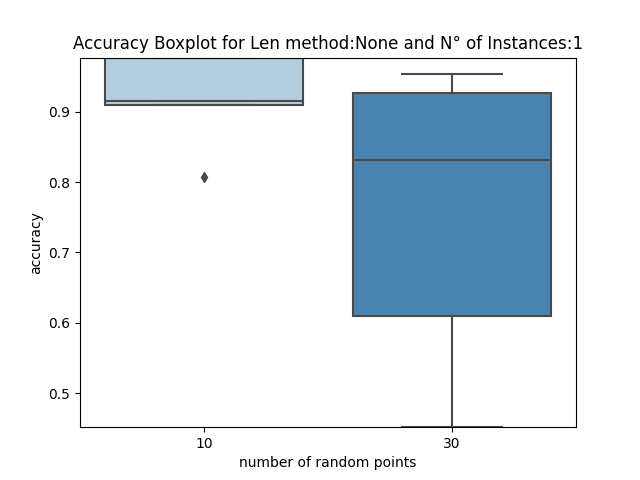 Accuracy Boxplot for Len method:None and N° of Instances:1
0.9
0.8
0.7
0.6
0.5
accuracy
10 30
number of random points